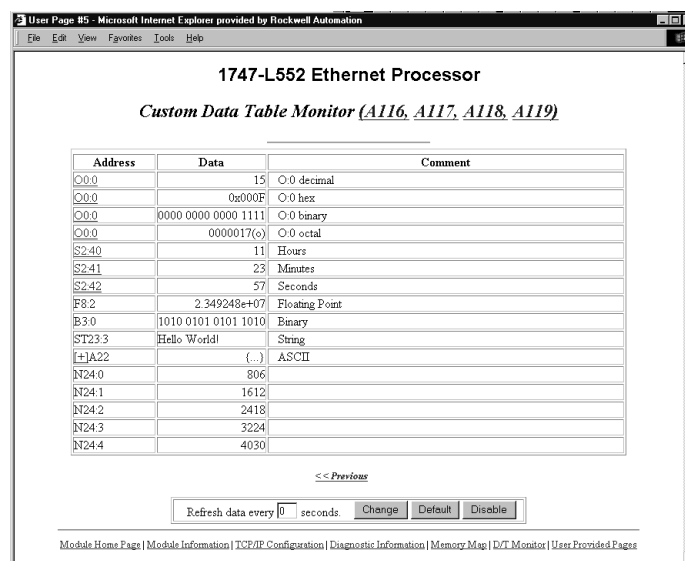 User Page #5 - Microsoft Internet Explorer provided by Rockwell Automation
File Edit View Favorites Tools Help
1747-L552 Ethernet Processor
Custom Data Table Monitor (A116, A117, A118, A119)
Address Data Comment
O0:0 15 O:0 decimal
O0:0 0x000F O:0 hex
O0:0 0000 0000 0000 1111 O:0 binary
O0:0 0000017(o) O:0 octal
S2:40 11 Hours
S2:41 23 Minutes
S2:42 57 Seconds
F8:2 2.349248e+07 Floating Point
B3:0 1010 0101 0101 1010 Binary
ST23:3 Hello World! String
[+]A22 {...} ASCII
N24:0 806
N24:1 1612
N24:2 2418
N24:3 3224
N24:4 4030
<< Previous
Refresh data every 0 seconds. Change Default Disable
Module Home Page | Module Information | TCP/IP Configuration | Diagnostic Information | Memory Map | D/T Monitor | User Provided Pages